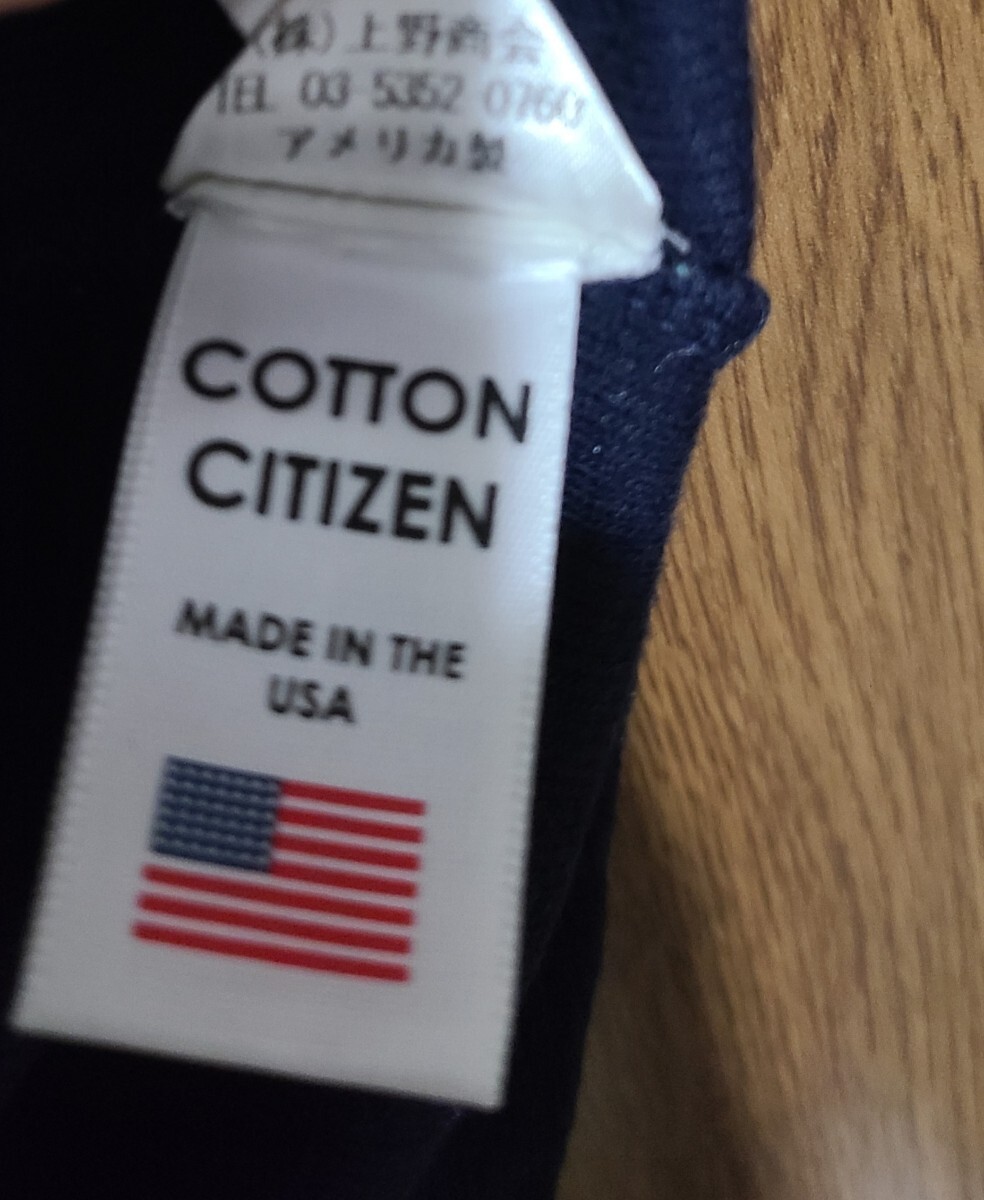 (株)上野商会
TEL 03 5352 0760
アメリカ製
COTTON
CITIZEN
MADE IN THE
USA